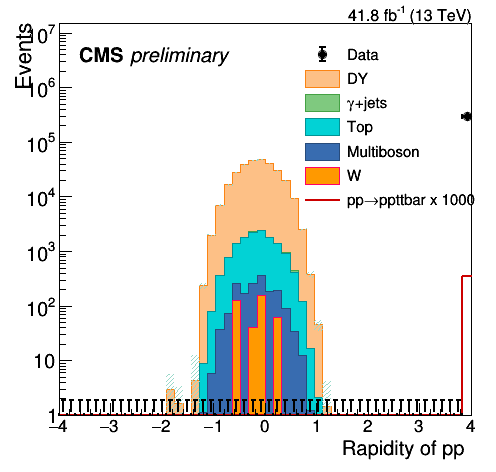 41.8 fb⁻¹ (13 TeV)
Events
CMS preliminary
Data
DY
γ+jets
Top
Multiboson
W
pp→ppttbar x 1000
10⁷
10⁶
10⁵
10⁴
10³
10²
10
1
−4 −3 −2 −1 0 1 2 3 4
Rapidity of pp